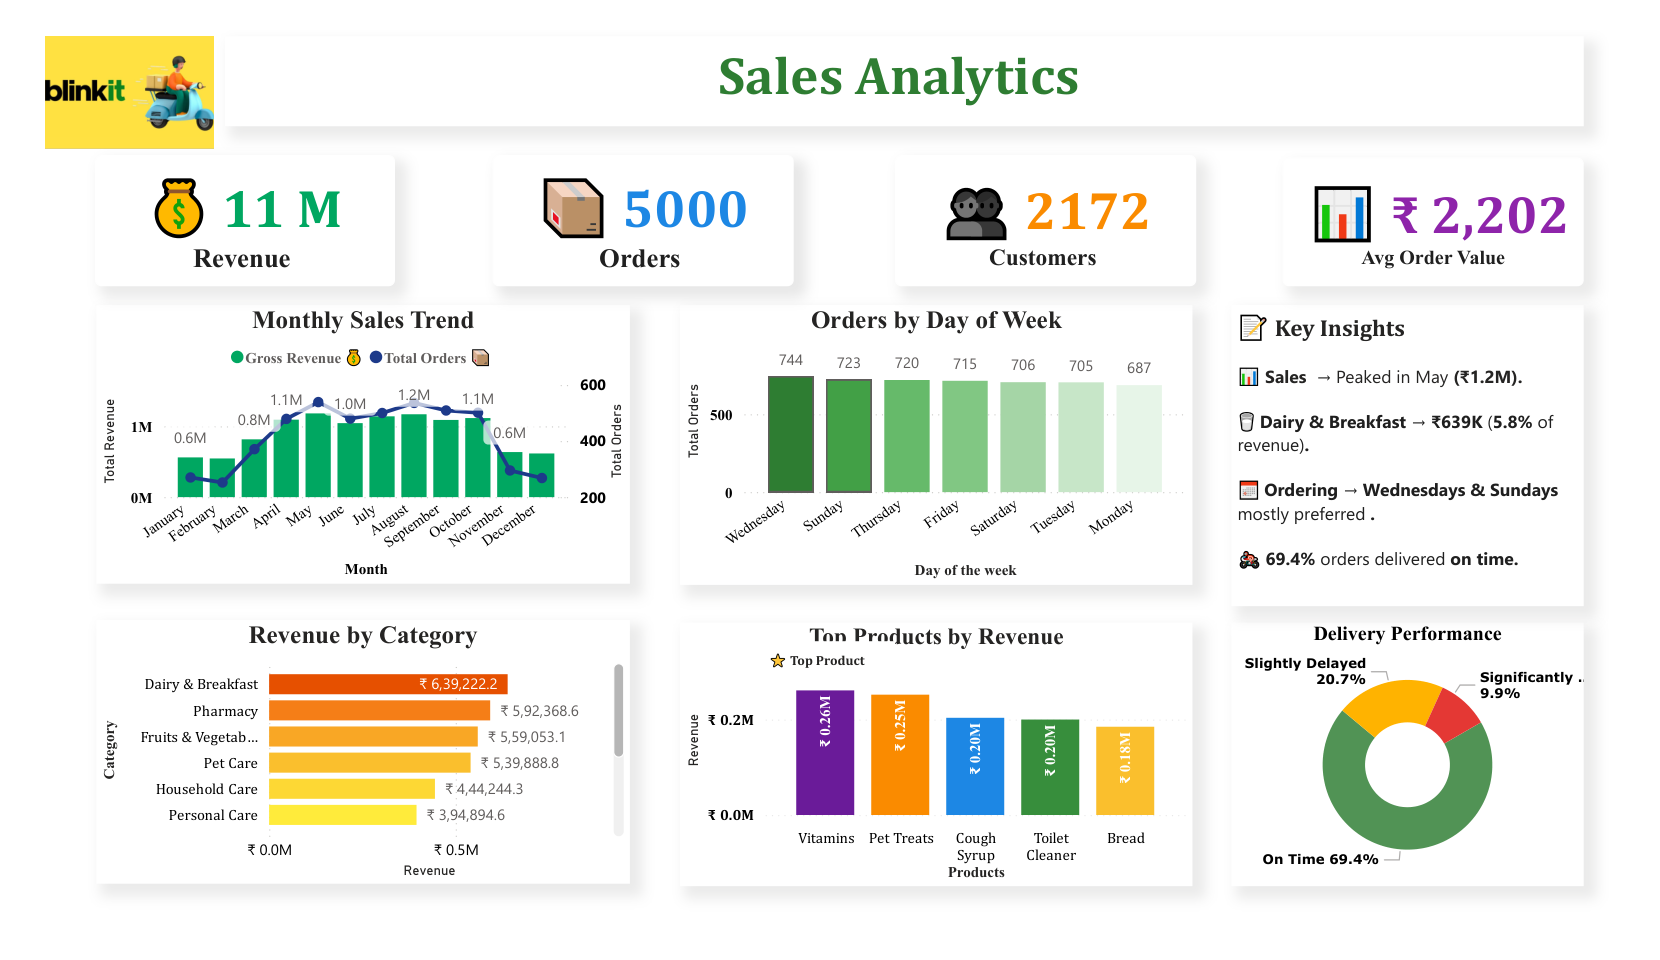 blinkit
Sales Analytics
11 M
Revenue
5000
Orders
2172
Customers
₹ 2,202
Avg Order Value
Monthly Sales Trend
Gross Revenue 💰 Total Orders 📦
Total Revenue
1M
0M
0.6M
0.8M
1.1M
1.0M
1.2M
1.1M
0.6M
600
400
200
Total Orders
January
February
March
April
May
June
July
August
September
October
November
December
Month
Orders by Day of Week
Total Orders
500
0
744
723
720
715
706
705
687
Wednesday
Sunday
Thursday
Friday
Saturday
Tuesday
Monday
Day of the week
📝 Key Insights
📊 Sales → Peaked in May (₹1.2M).
🥛 Dairy & Breakfast → ₹639K (5.8% of
revenue).
📅 Ordering → Wednesdays & Sundays
mostly preferred .
🏍 69.4% orders delivered on time.
Revenue by Category
Category
Dairy & Breakfast ₹ 6,39,222.2
Pharmacy ₹ 5,92,368.6
Fruits & Vegetab... ₹ 5,59,053.1
Pet Care ₹ 5,39,888.8
Household Care ₹ 4,44,244.3
Personal Care ₹ 3,94,894.6
₹ 0.0M ₹ 0.5M
Revenue
Top Products by Revenue
⭐ Top Product
Revenue
₹ 0.2M
₹ 0.0M
₹ 0.26M
₹ 0.25M
₹ 0.20M
₹ 0.20M
₹ 0.18M
Vitamins
Pet Treats
Cough
Syrup
Toilet
Cleaner
Bread
Products
Delivery Performance
Slightly Delayed
20.7%
Significantly ..
9.9%
On Time 69.4%